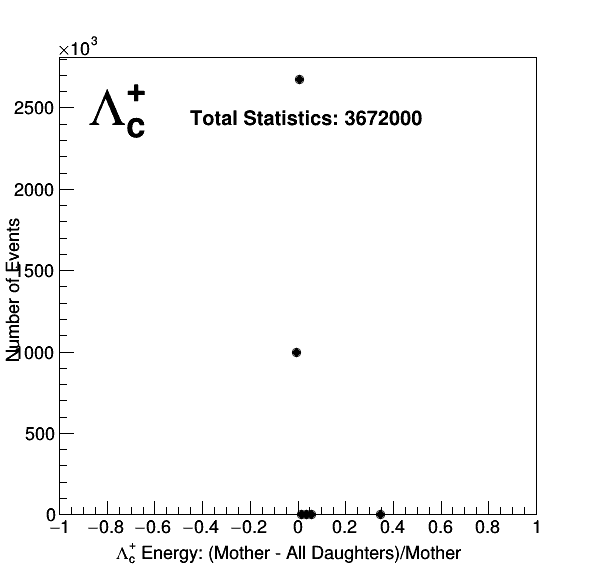 ×10³
Λc+
Total Statistics: 3672000
Number of Events
2500
2000
1500
1000
500
0
−1 −0.8 −0.6 −0.4 −0.2 0 0.2 0.4 0.6 0.8 1
Λc+ Energy: (Mother - All Daughters)/Mother